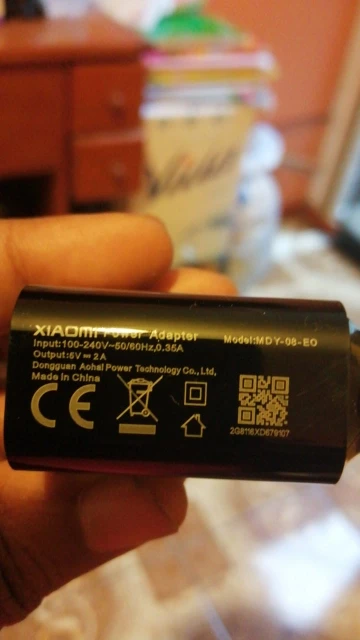 XIAOMI Power Adapter
Model:MDY-08-EO
Input:100-240V~50/60Hz,0.35A
Output:5V⎓2A
Dongguan Aohai Power Technology Co., Ltd,
Made in China
CE
2G8116XD679107